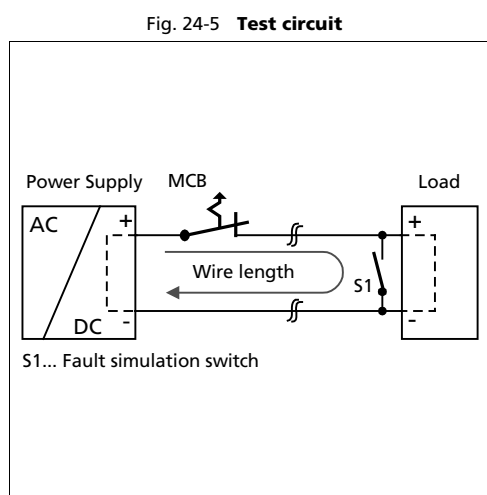 Fig. 24-5 Test circuit
Power Supply MCB Load
AC + +
Wire length
S1
DC - -
S1... Fault simulation switch